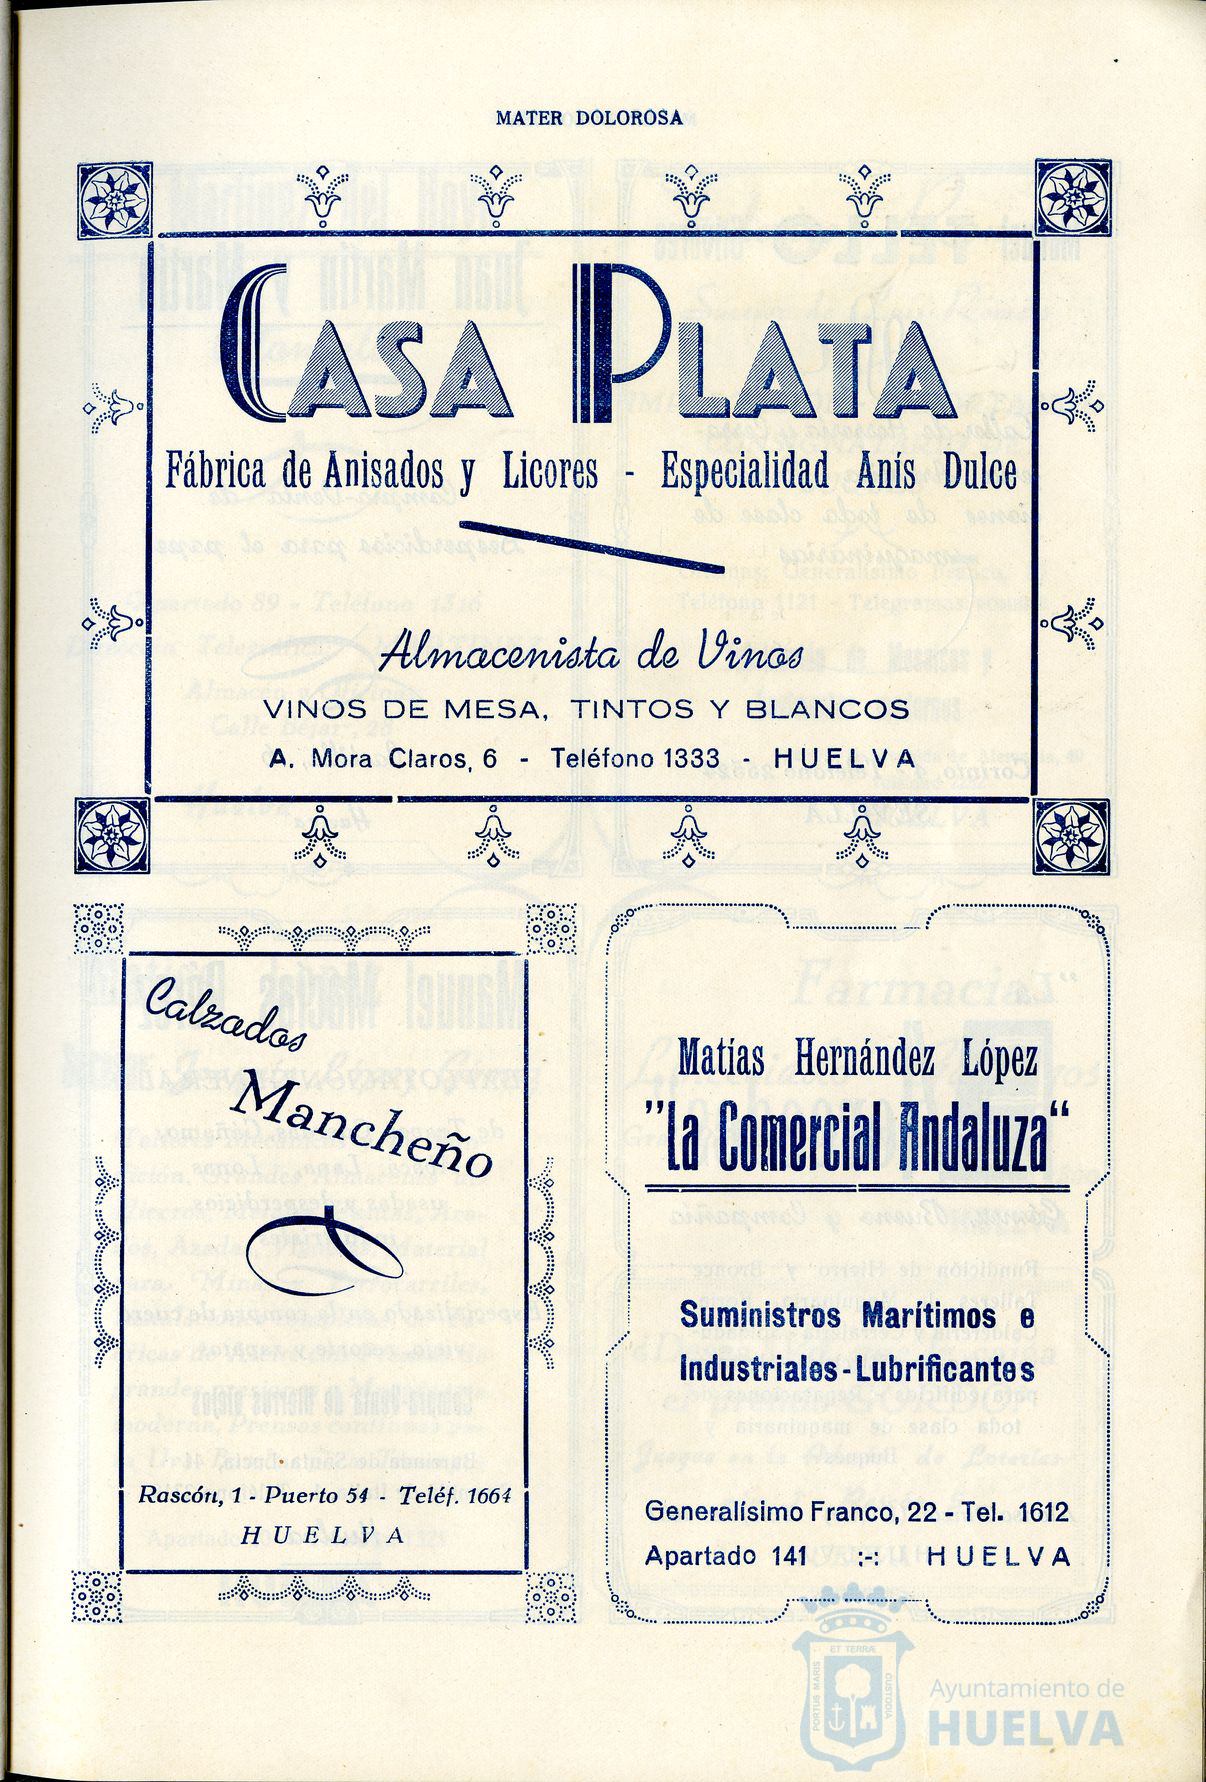 MATER DOLOROSA
CASA PLATA
Fábrica de Anisados y Licores - Especialidad Anís Dulce
Almacenista de Vinos
VINOS DE MESA, TINTOS Y BLANCOS
A. Mora Claros, 6 - Teléfono 1333 - HUELVA
Calzados
Mancheño
Rascón, 1 - Puerto 54 - Teléf. 1664
HUELVA
Matías Hernández López
"La Comercial Andaluza"
Suministros Marítimos e
Industriales-Lubrificantes
Generalísimo Franco, 22 - Tel. 1612
Apartado 141 :-: HUELVA
ET TERRÆ
PORTUS MARIS
CUSTODIA
Ayuntamiento de
HUELVA